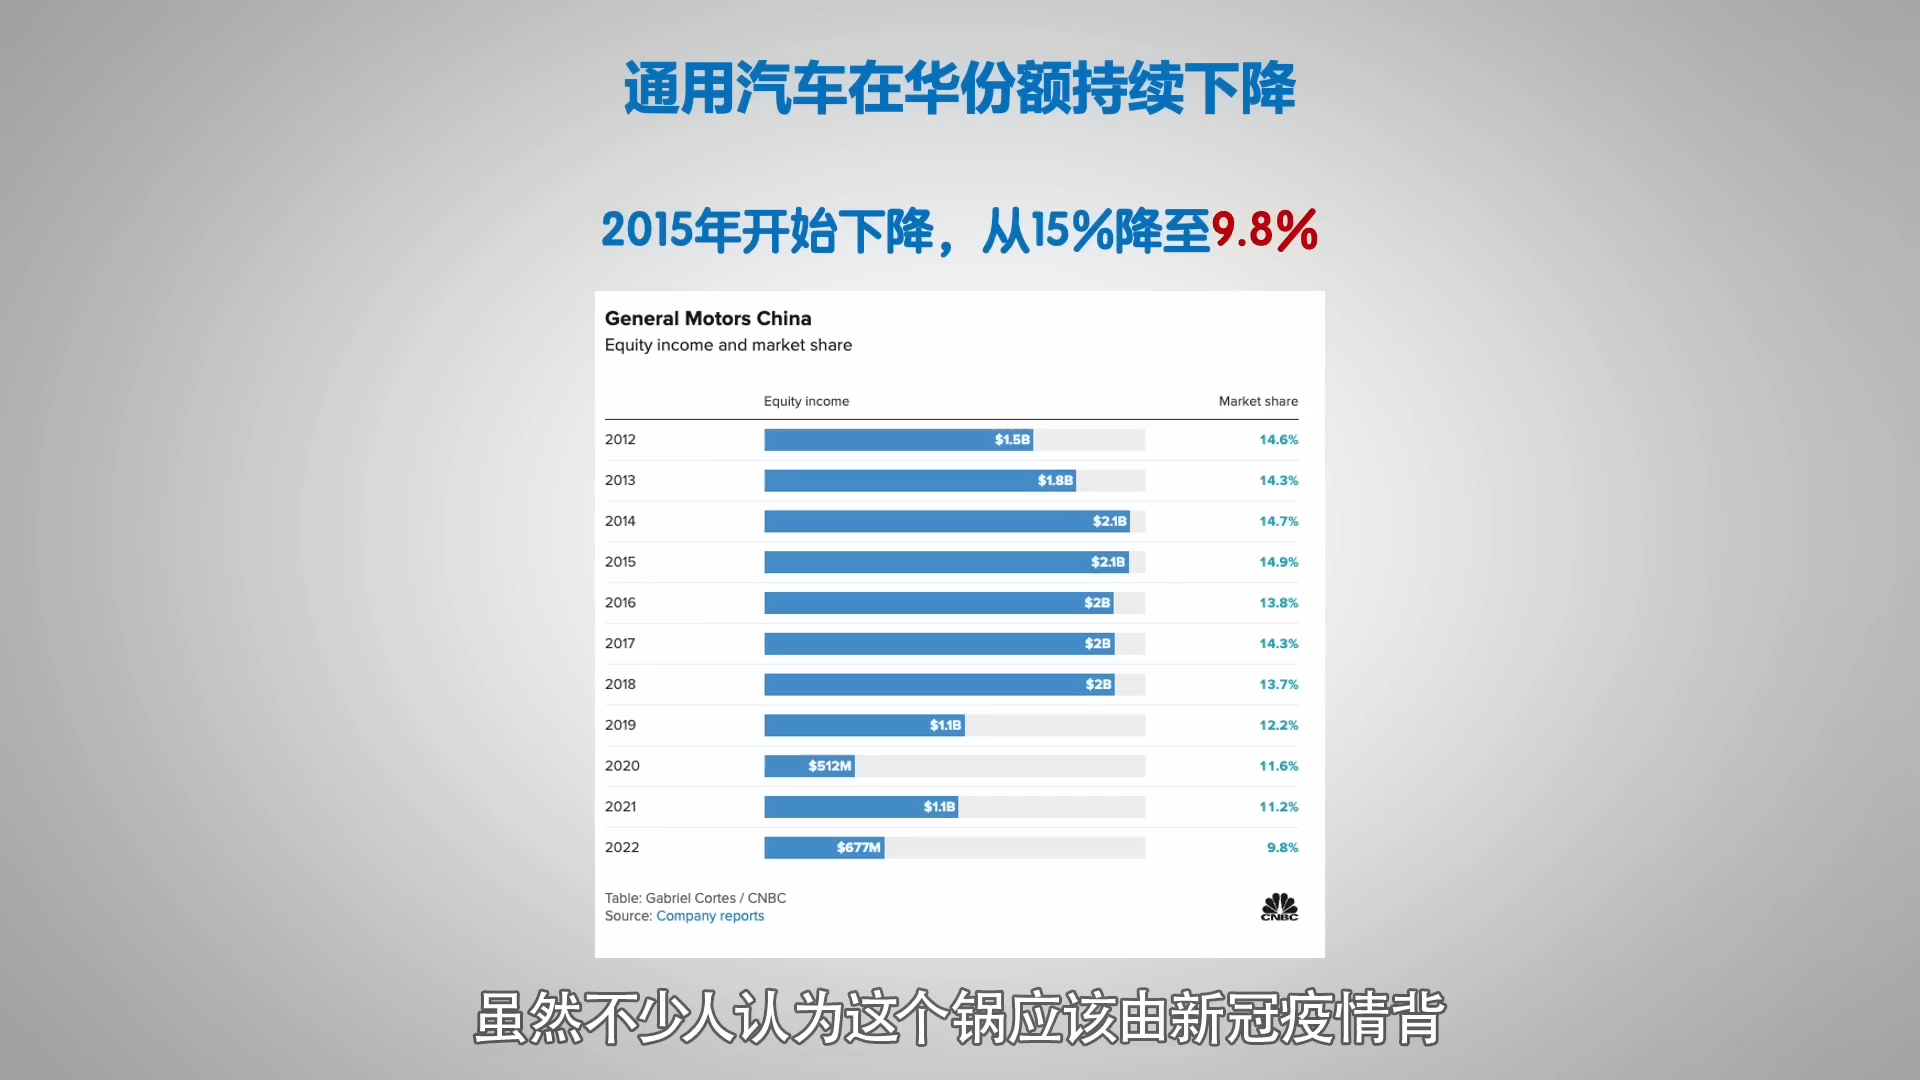 通用汽车在华份额持续下降
2015年开始下降，从15%降至9.8%
General Motors China
Equity income and market share
Equity income Market share
2012 $1.5B 14.6%
2013 $1.8B 14.3%
2014 $2.1B 14.7%
2015 $2.1B 14.9%
2016 $2B 13.8%
2017 $2B 14.3%
2018 $2B 13.7%
2019 $1.1B 12.2%
2020 $512M 11.6%
2021 $1.1B 11.2%
2022 $677M 9.8%
Table: Gabriel Cortes / CNBC
Source: Company reports
CNBC
虽然不少人认为这个锅应该由新冠疫情背